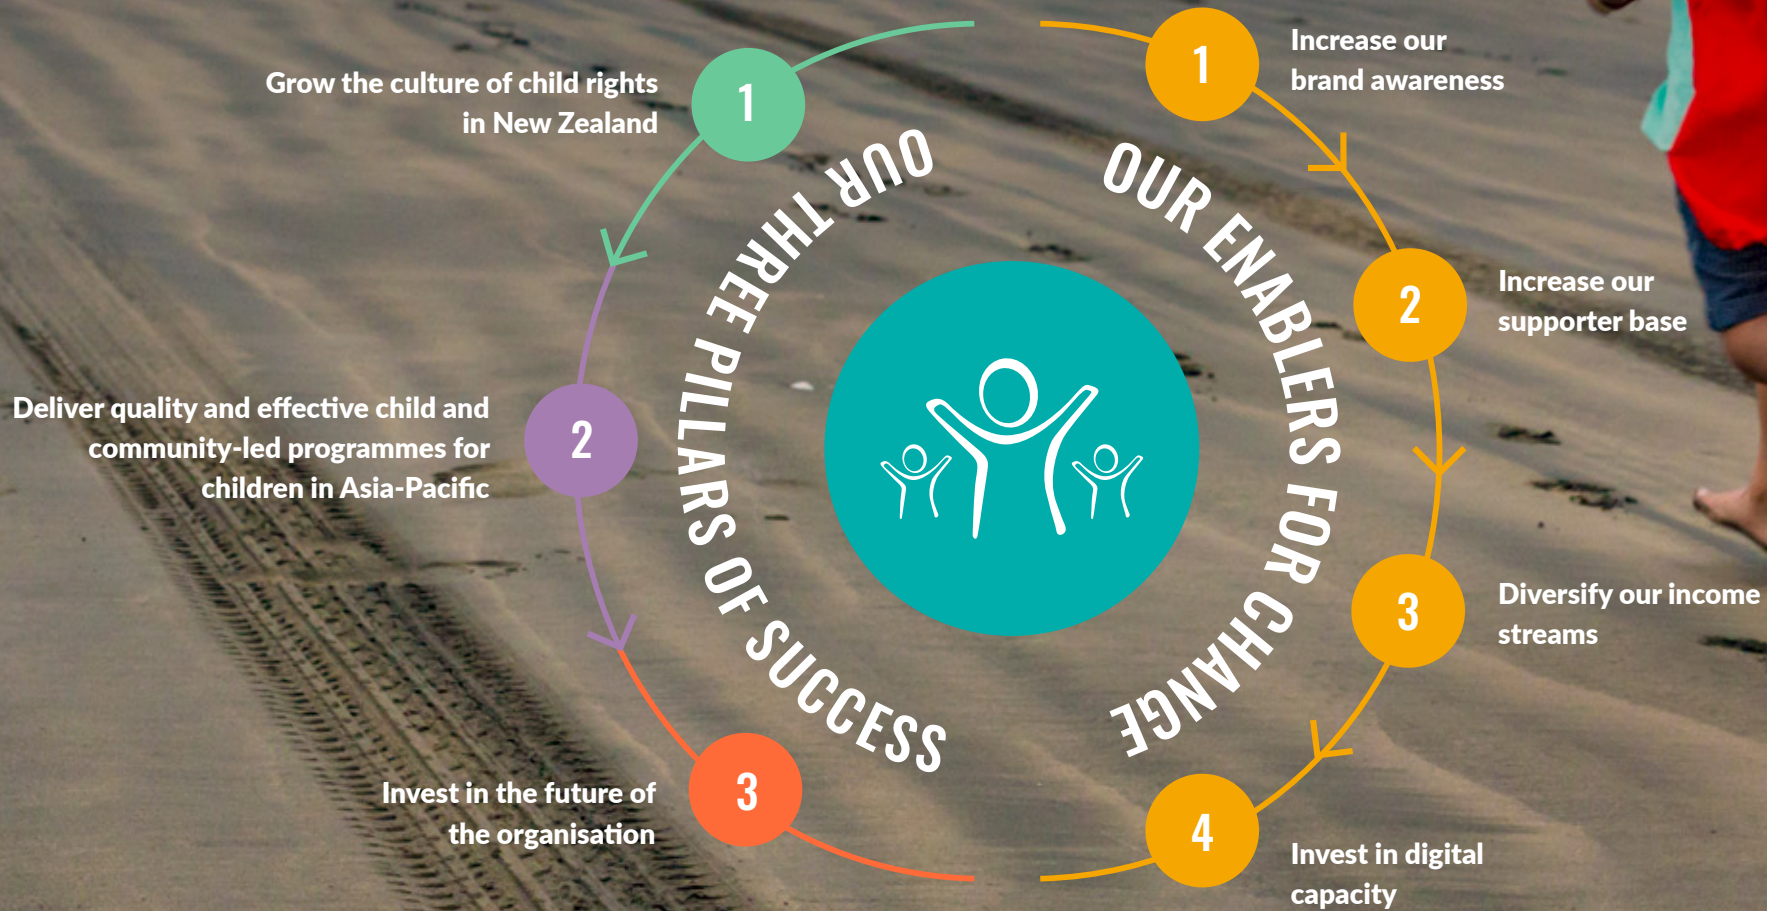 OUR THREE PILLARS OF SUCCESS
1
Grow the culture of child rights
in New Zealand
2
Deliver quality and effective child and
community-led programmes for
children in Asia-Pacific
3
Invest in the future of
the organisation
OUR ENABLERS FOR CHANGE
1
Increase our
brand awareness
2
Increase our
supporter base
3
Diversify our income
streams
4
Invest in digital
capacity